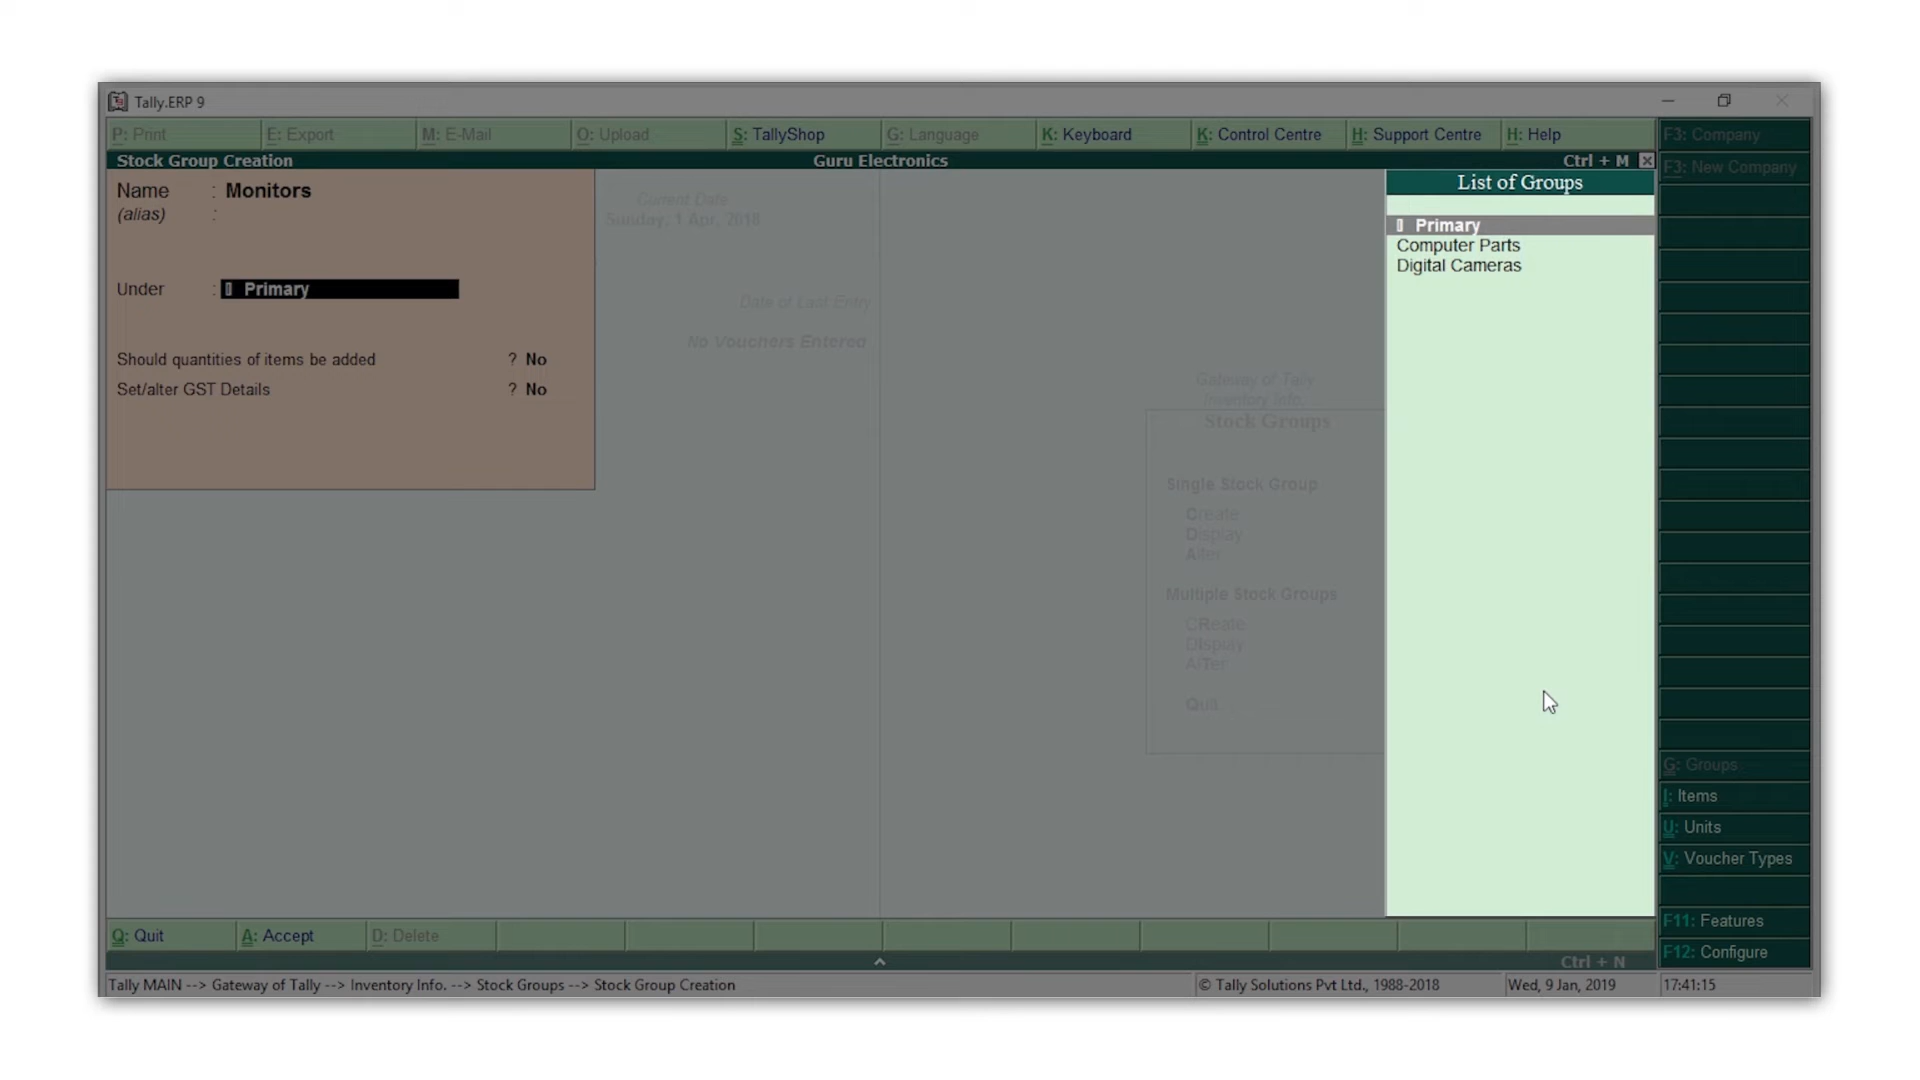 Tally.ERP 9
P: Print E: Export M: E-Mail O: Upload S: TallyShop G: Language K: Keyboard K: Control Centre H: Support Centre H: Help F3: Company
Stock Group Creation Guru Electronics Ctrl + M
F3: New Company
Name : Monitors
(alias) :
Under : Primary
Should quantities of items be added ? No
Set/alter GST Details ? No
Current Date
Sunday, 1 Apr, 2018
Date of Last Entry
No Vouchers Entered
Gateway of Tally
Inventory Info.
Stock Groups
Single Stock Group
Create
Display
Alter
Multiple Stock Groups
CReate
DIsplay
AlTer
Quit
List of Groups
Primary
Computer Parts
Digital Cameras
G: Groups
I: Items
U: Units
V: Voucher Types
F11: Features
F12: Configure
Q: Quit A: Accept D: Delete
Ctrl + N
Tally MAIN --> Gateway of Tally --> Inventory Info. --> Stock Groups --> Stock Group Creation © Tally Solutions Pvt Ltd., 1988-2018 Wed, 9 Jan, 2019 17:41:15